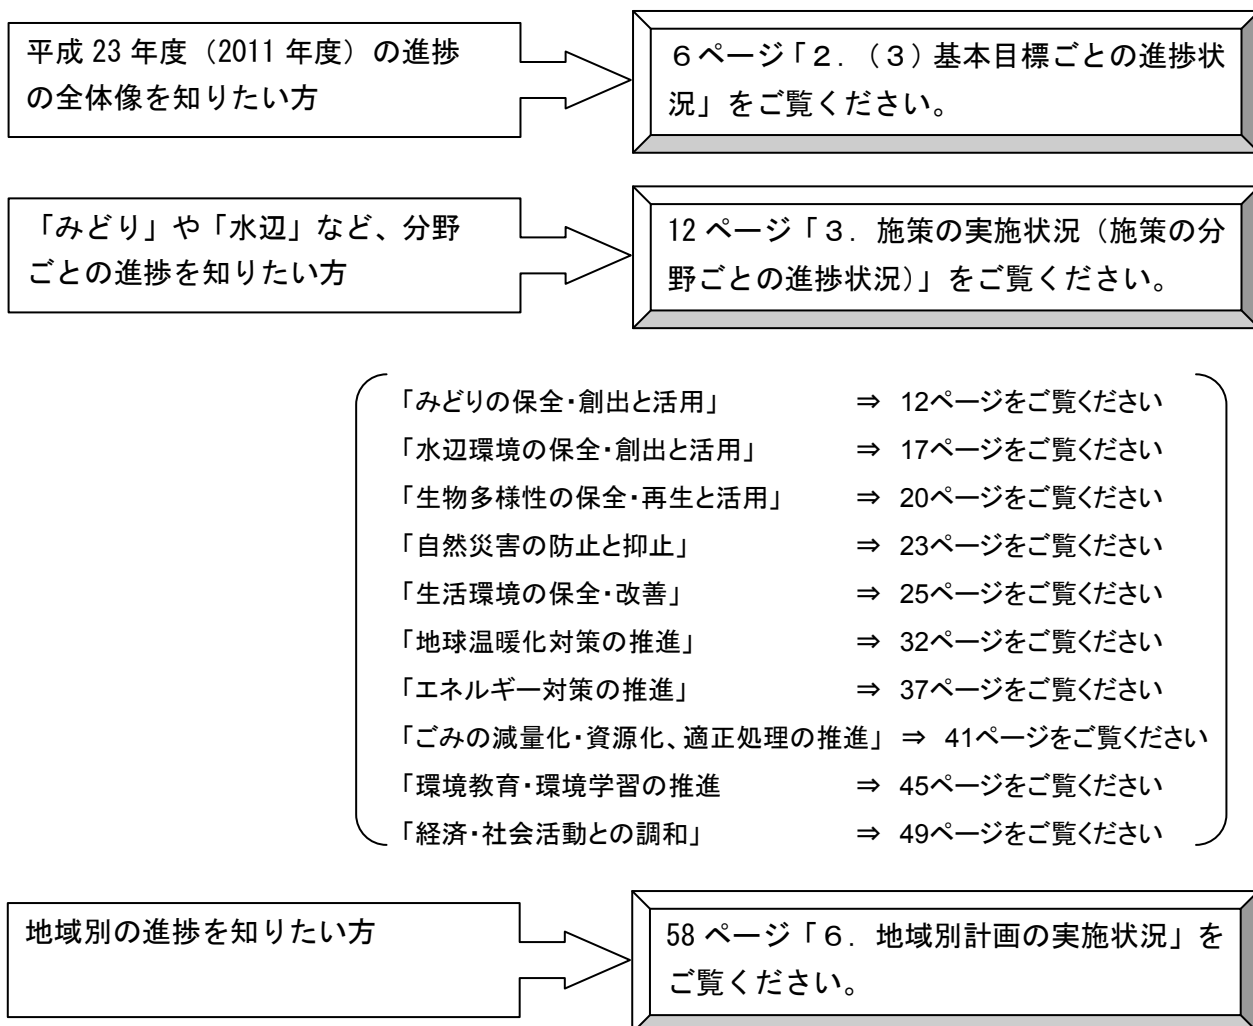 平成 23 年度（2011 年度）の進捗
の全体像を知りたい方
６ページ「２．（３）基本目標ごとの進捗状
況」をご覧ください。
「みどり」や「水辺」など、分野
ごとの進捗を知りたい方
12 ページ「３．施策の実施状況（施策の分
野ごとの進捗状況）」をご覧ください。
「みどりの保全・創出と活用」 ⇒ 12ページをご覧ください
「水辺環境の保全・創出と活用」 ⇒ 17ページをご覧ください
「生物多様性の保全・再生と活用」 ⇒ 20ページをご覧ください
「自然災害の防止と抑止」 ⇒ 23ページをご覧ください
「生活環境の保全・改善」 ⇒ 25ページをご覧ください
「地球温暖化対策の推進」 ⇒ 32ページをご覧ください
「エネルギー対策の推進」 ⇒ 37ページをご覧ください
「ごみの減量化・資源化、適正処理の推進」 ⇒ 41ページをご覧ください
「環境教育・環境学習の推進 ⇒ 45ページをご覧ください
「経済・社会活動との調和」 ⇒ 49ページをご覧ください
地域別の進捗を知りたい方
58 ページ「６．地域別計画の実施状況」を
ご覧ください。